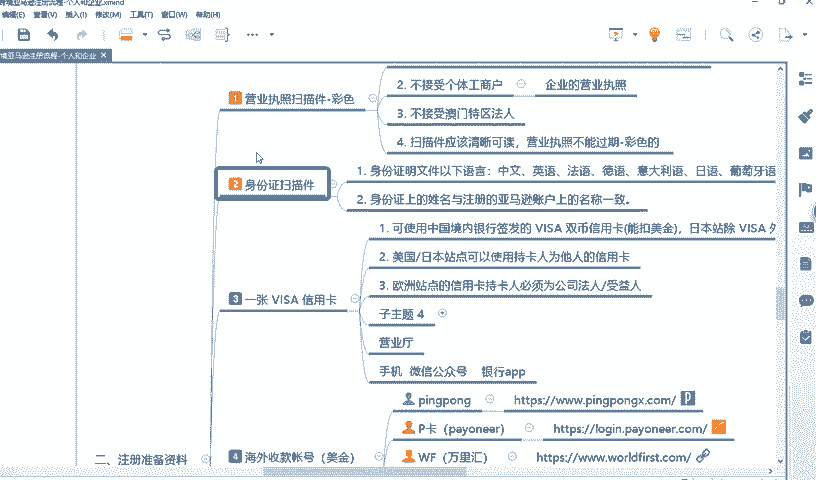 跨境亚马逊注册流程-个人和企业.xmind
编辑(E) 查看(V) 插入(I) 修改(M) 工具(T) 窗口(W) 帮助(H)
境亚马逊注册流程-个人和企业
1 营业执照扫描件-彩色
2. 不接受个体工商户 企业的营业执照
3. 不接受澳门特区法人
4. 扫描件应该清晰可读，营业执照不能过期-彩色的
2 身份证扫描件
1. 身份证明文件以下语言：中文、英语、法语、德语、意大利语、日语、葡萄牙语
2. 身份证上的姓名与注册的亚马逊账户上的名称一致。
3 一张 VISA 信用卡
1. 可使用中国境内银行签发的 VISA 双币信用卡(能扣美金)，日本站除 VISA 外
2. 美国/日本站点可以使用持卡人为他人的信用卡
3. 欧洲站点的信用卡持卡人必须为公司法人/受益人
子主题 4
营业厅
手机 微信公众号 银行app
二、注册准备资料
4 海外收款帐号（美金）
pingpong https://www.pingpongx.com/
P卡（payoneer） https://login.payoneer.com/
WF（万里汇） https://www.worldfirst.com/